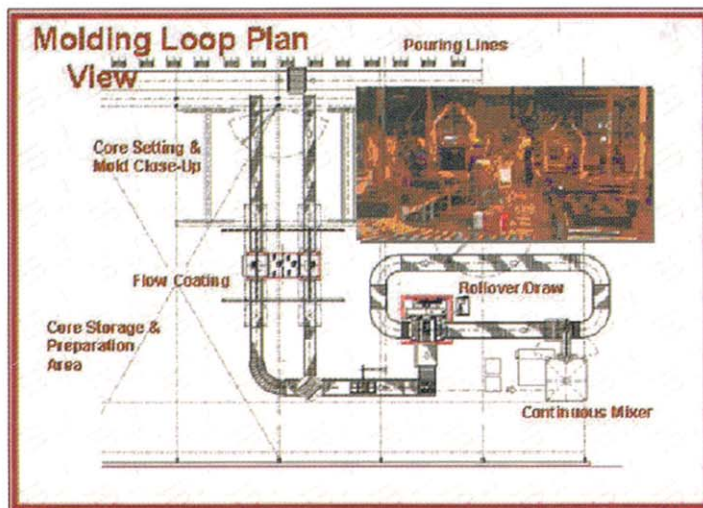 Molding Loop Plan
View
Pouring Lines
Core Setting &
Mold Close-Up
Flow Coating
Rollover/Draw
Core Storage &
Preparation
Area
Continuous Mixer